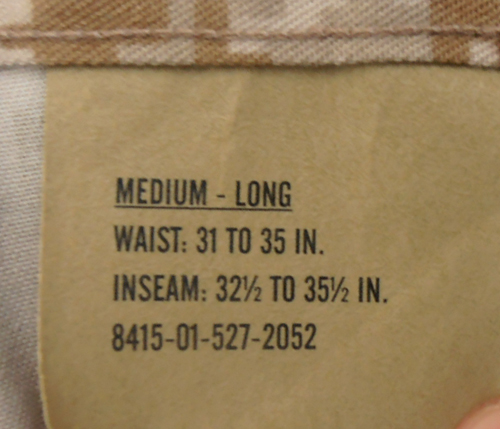 MEDIUM - LONG
WAIST: 31 TO 35 IN.
INSEAM: 32½ TO 35½ IN.
8415-01-527-2052